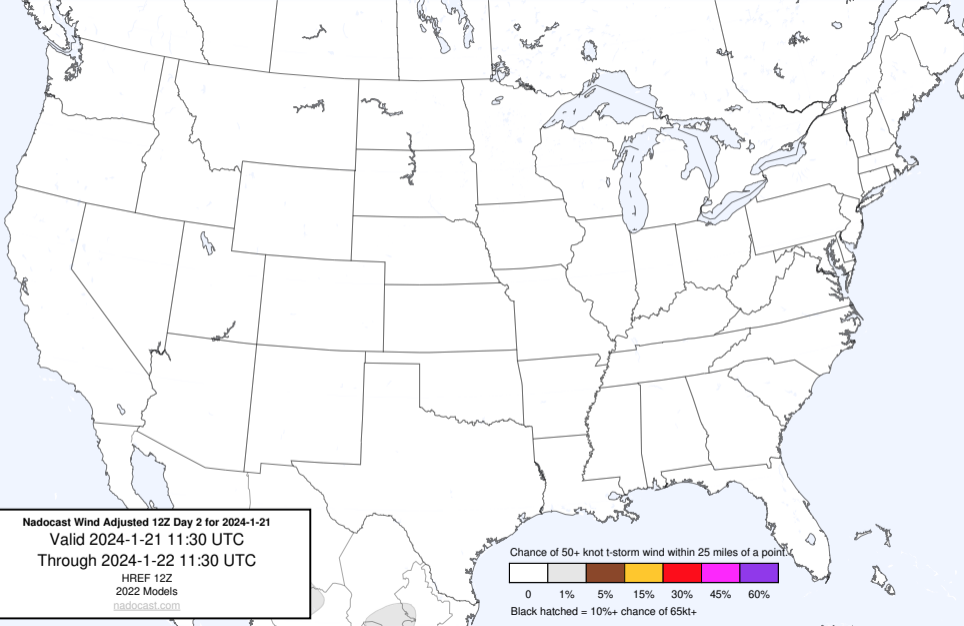 Nadocast Wind Adjusted 12Z Day 2 for 2024-1-21
Valid 2024-1-21 11:30 UTC
Through 2024-1-22 11:30 UTC
HREF 12Z
2022 Models
nadocast.com
Chance of 50+ knot t-storm wind within 25 miles of a point.
0 1% 5% 15% 30% 45% 60%
Black hatched = 10%+ chance of 65kt+